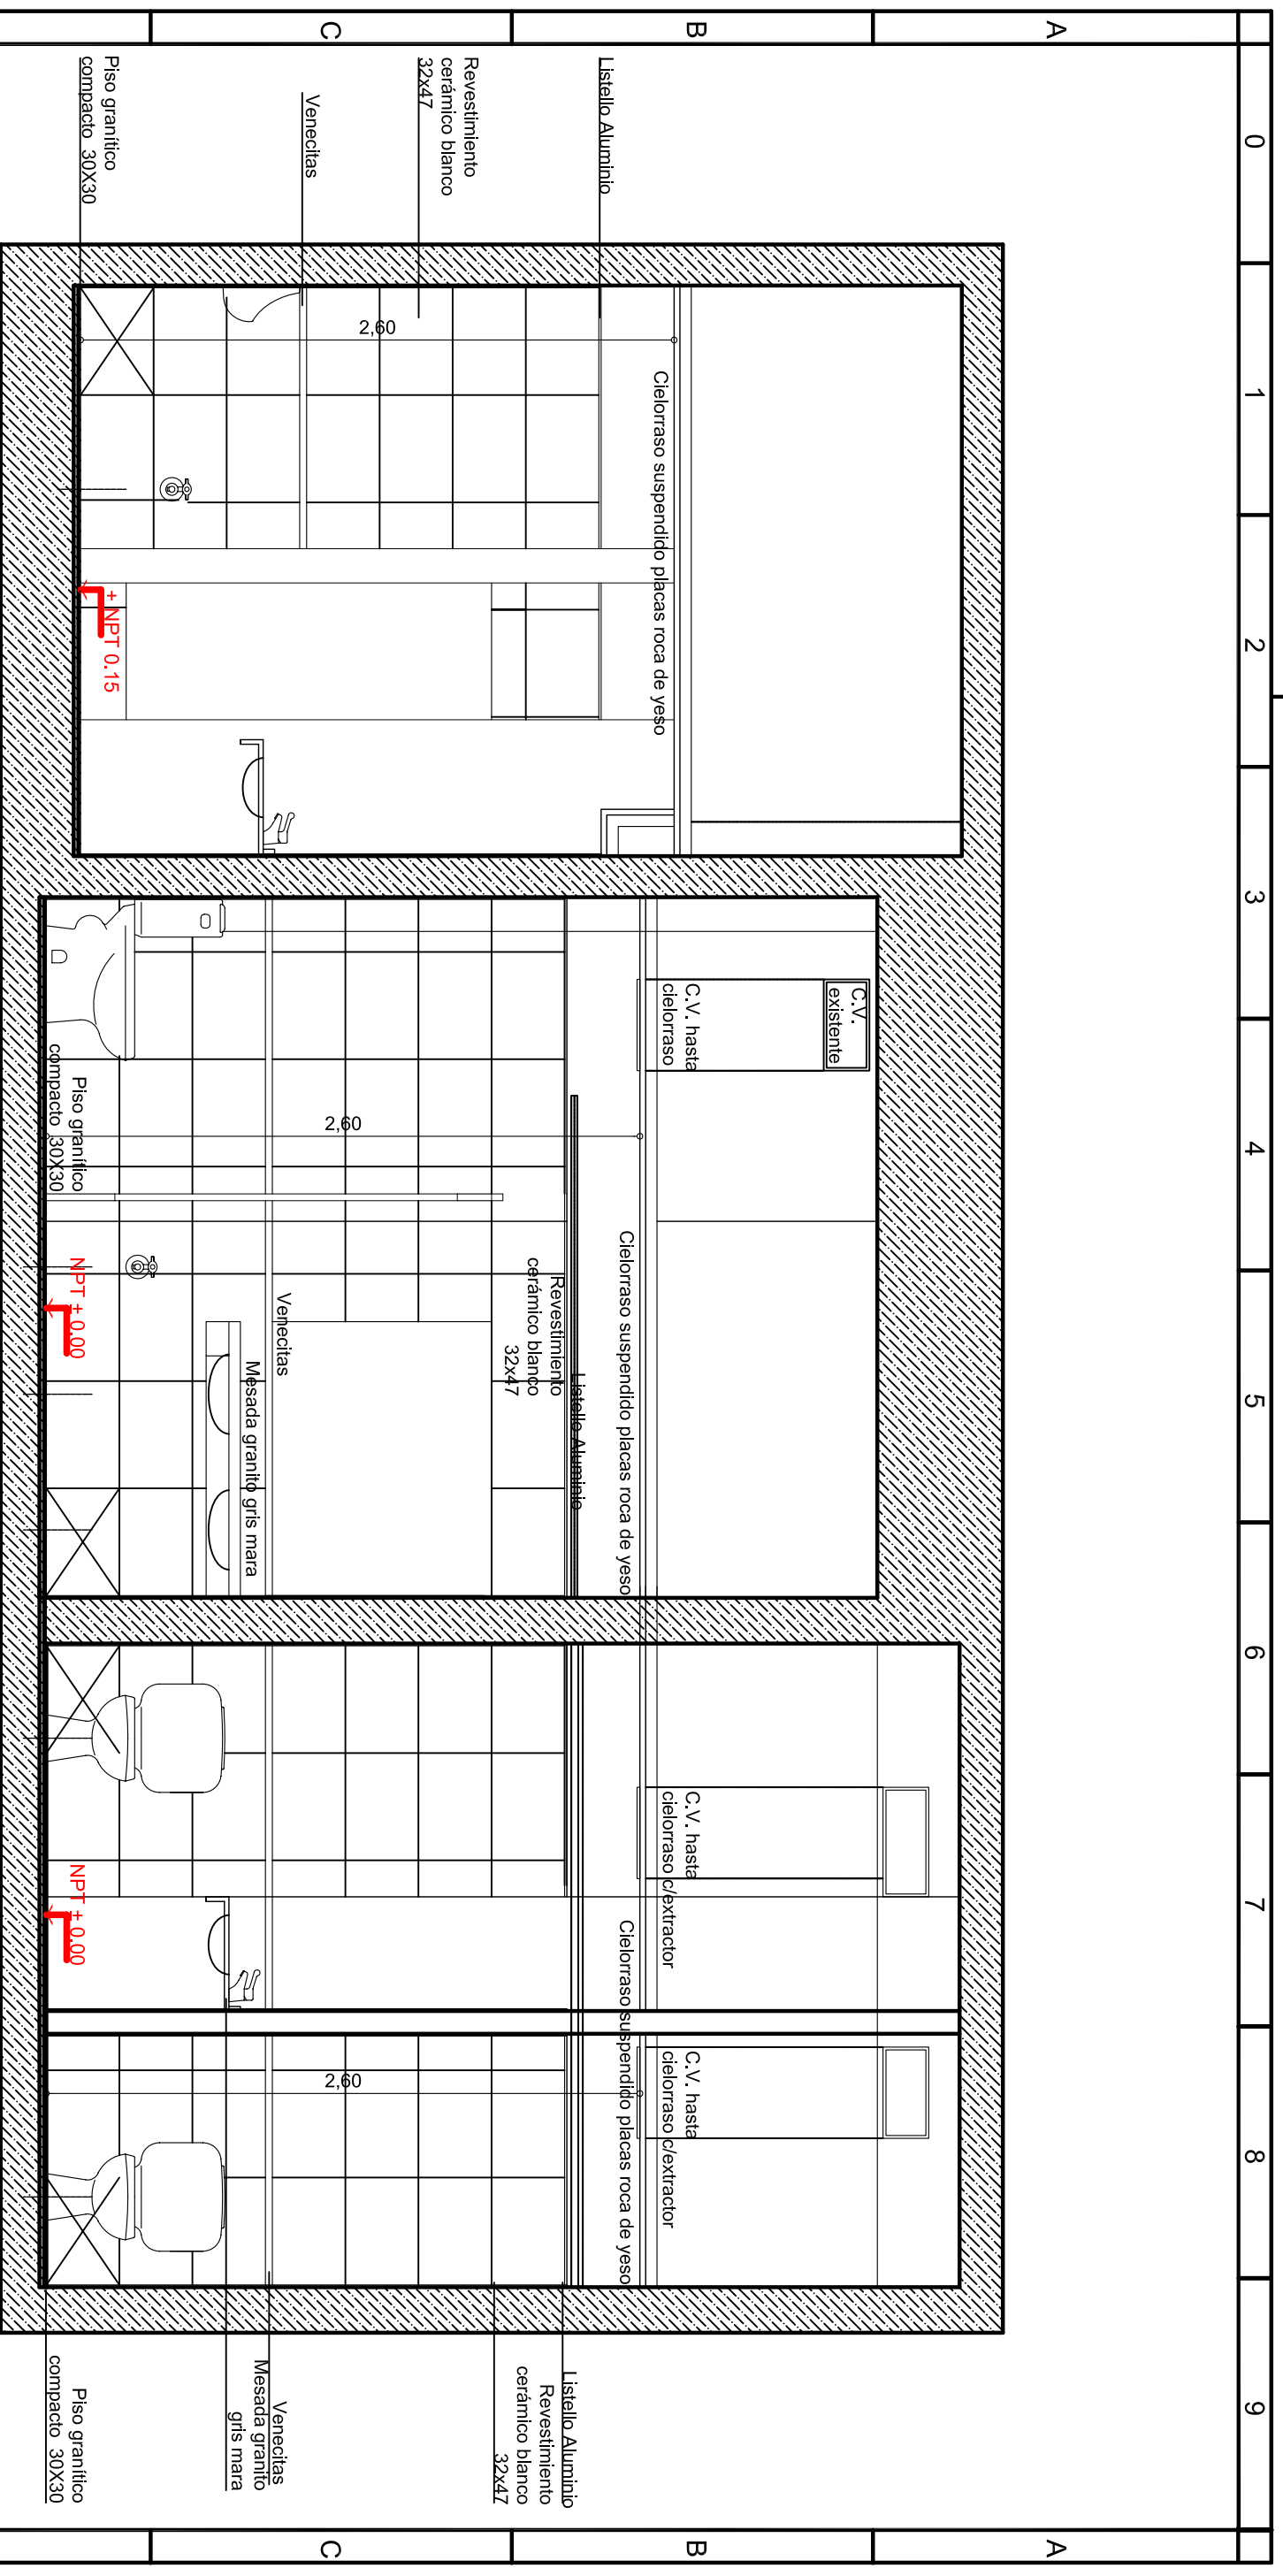 0
1
2
3
4
5
6
7
8
9
A
A
B
B
C
C
Listello Aluminio
Revestimiento
cerámico blanco
32x47
Venecitas
Piso granítico
compacto 30X30
2,60
Cielorraso suspendido placas roca de yeso
+ NPT 0.15
C.V.
existente
C.V. hasta
cielorraso
2,60
Cielorraso suspendido placas roca de yeso
Listello Aluminio
Revestimiento
cerámico blanco
32x47
Venecitas
Mesada granito gris mara
Piso granítico
compacto 30X30
NPT + 0.00
C.V. hasta
cielorraso c/extractor
C.V. hasta
cielorraso c/extractor
Cielorraso suspendido placas roca de yeso
2,60
NPT + 0.00
Listello Aluminio
Revestimiento
cerámico blanco
32x47
Venecitas
Mesada granito
gris mara
Piso granítico
compacto 30X30